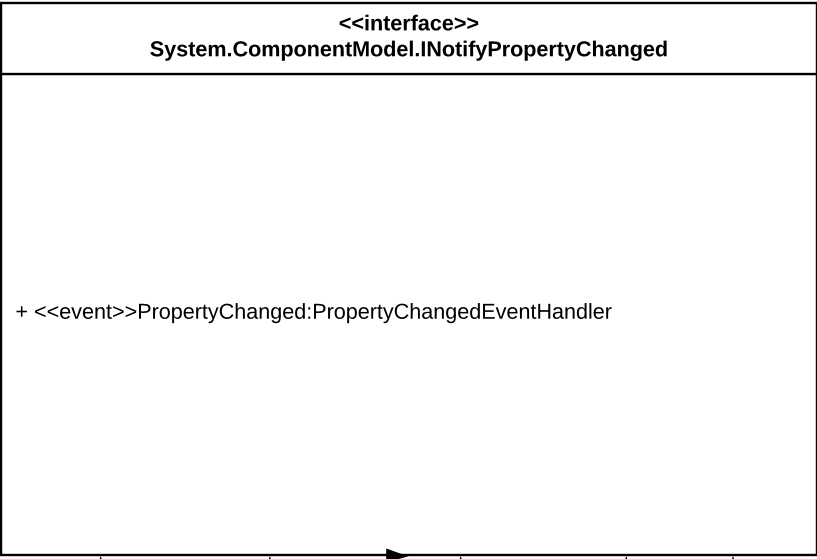 <<interface>>
System.ComponentModel.INotifyPropertyChanged
+ <<event>>PropertyChanged:PropertyChangedEventHandler